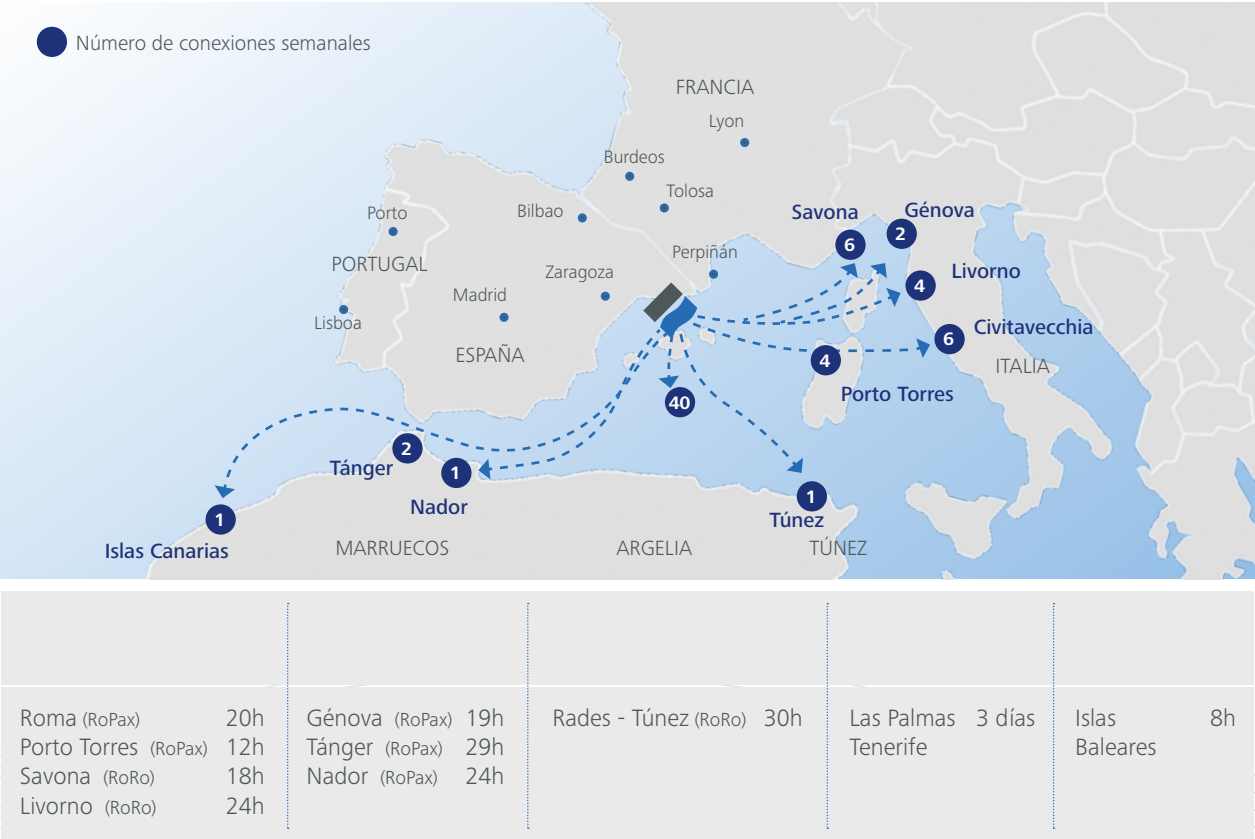 Número de conexiones semanales
FRANCIA
Lyon
Burdeos
Tolosa
Porto
Bilbao
Savona
Génova
6
2
PORTUGAL
Zaragoza
Perpiñán
Livorno
4
Madrid
Lisboa
ESPAÑA
Civitavecchia
6
4
ITALIA
Porto Torres
40
2
Tánger
1
Nador
1
Túnez
1
Islas Canarias
MARRUECOS
ARGELIA
TÚNEZ
Roma (RoPax) 20h
Porto Torres (RoPax) 12h
Savona (RoRo) 18h
Livorno (RoRo) 24h
Génova (RoPax) 19h
Tánger (RoPax) 29h
Nador (RoPax) 24h
Rades - Túnez (RoRo) 30h
Las Palmas 3 días
Tenerife
Islas 8h
Baleares